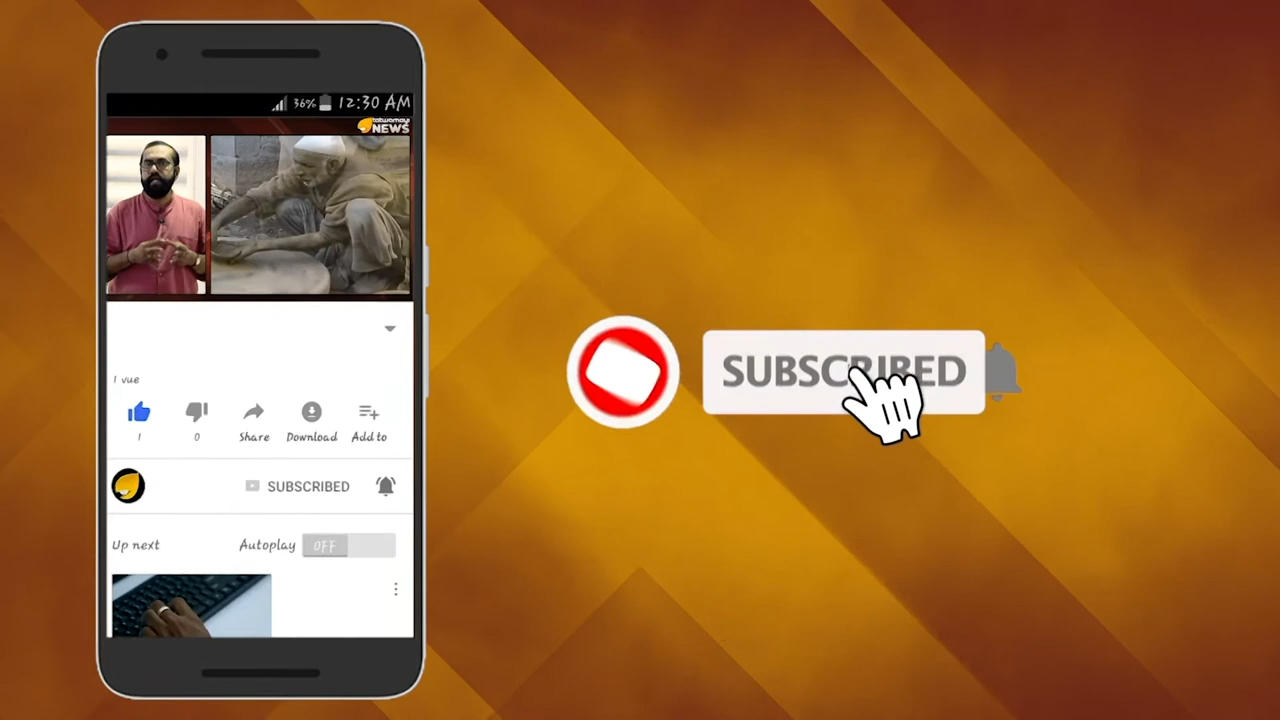 36% 12:30 AM
tatwamayi
NEWS
1 vue
1
0
Share
Download
Add to
SUBSCRIBED
Up next
Autoplay
OFF
SUBSCRIBED